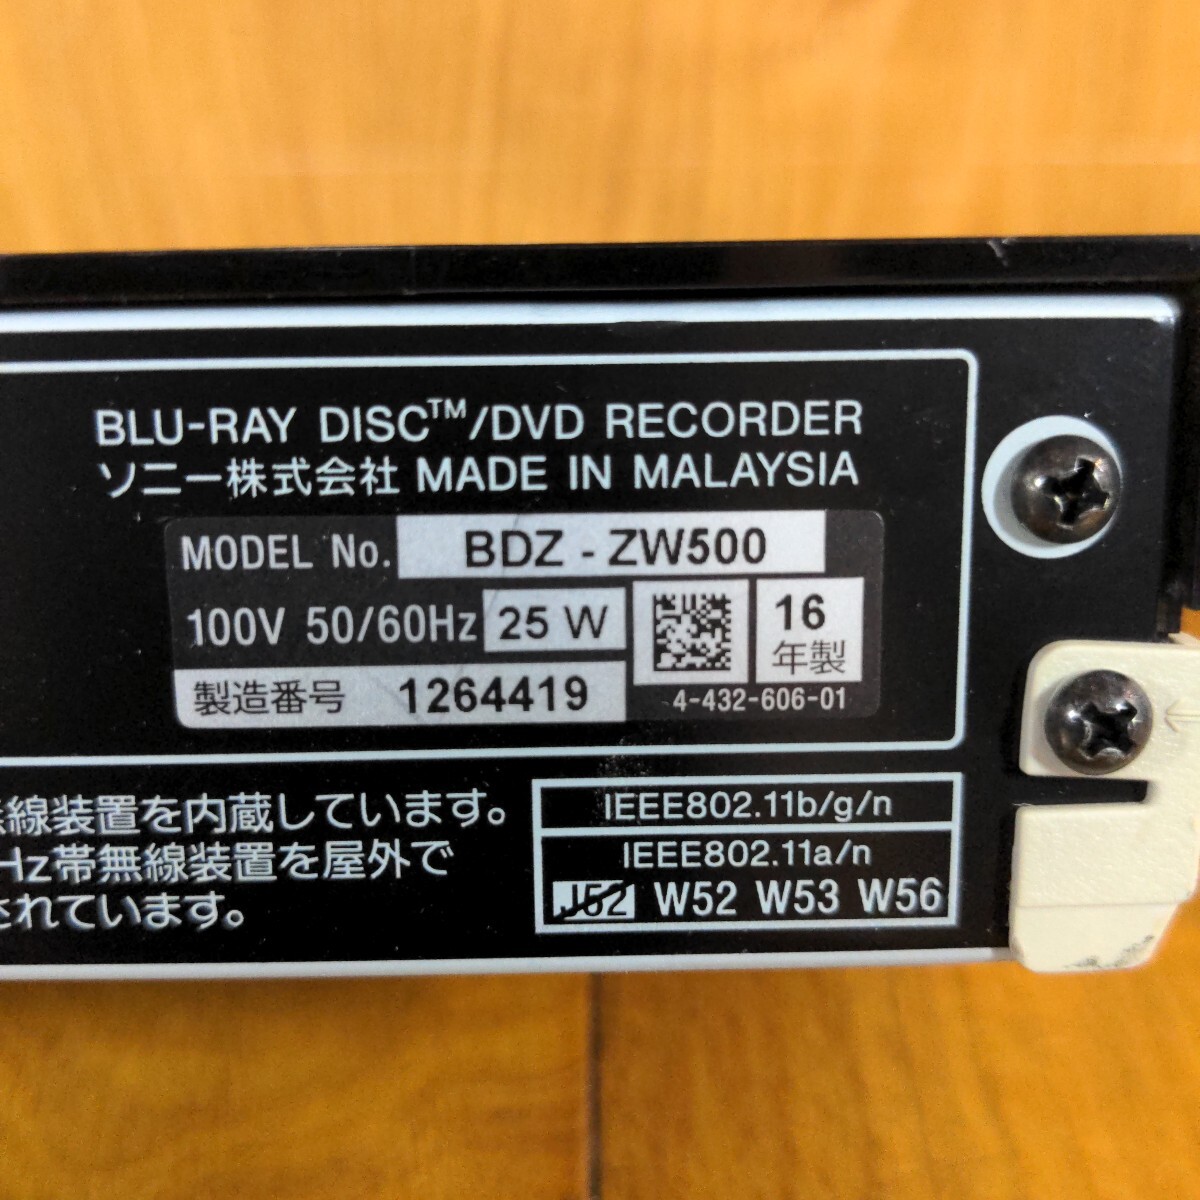 BLU-RAY DISC™/DVD RECORDER
ソニー株式会社 MADE IN MALAYSIA
MODEL No. BDZ - ZW500
100V 50/60Hz 25 W
16
年製
製造番号 1264419
4-432-606-01
線装置を内蔵しています。
Hz帯無線装置を屋外で
されています。
IEEE802.11b/g/n
IEEE802.11a/n
J52 W52 W53 W56